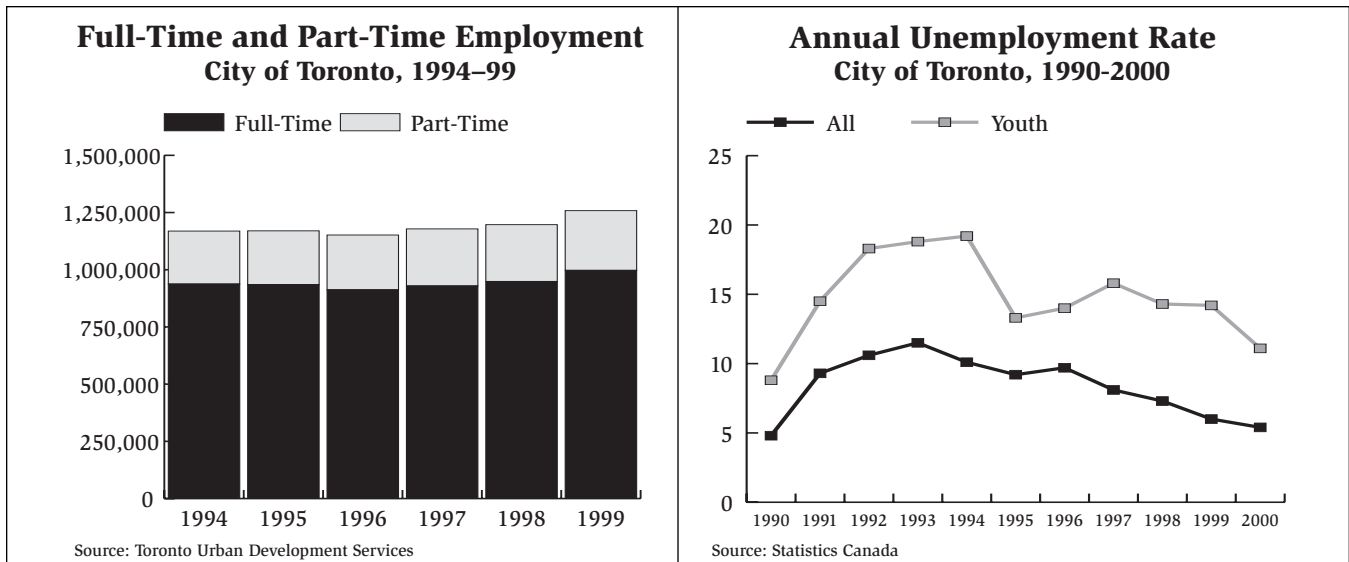 Full-Time and Part-Time Employment
City of Toronto, 1994–99
Full-Time Part-Time
1,500,000
1,250,000
1,000,000
750,000
500,000
250,000
0
1994 1995 1996 1997 1998 1999
Source: Toronto Urban Development Services
Annual Unemployment Rate
City of Toronto, 1990-2000
All Youth
25
20
15
10
5
0
1990 1991 1992 1993 1994 1995 1996 1997 1998 1999 2000
Source: Statistics Canada